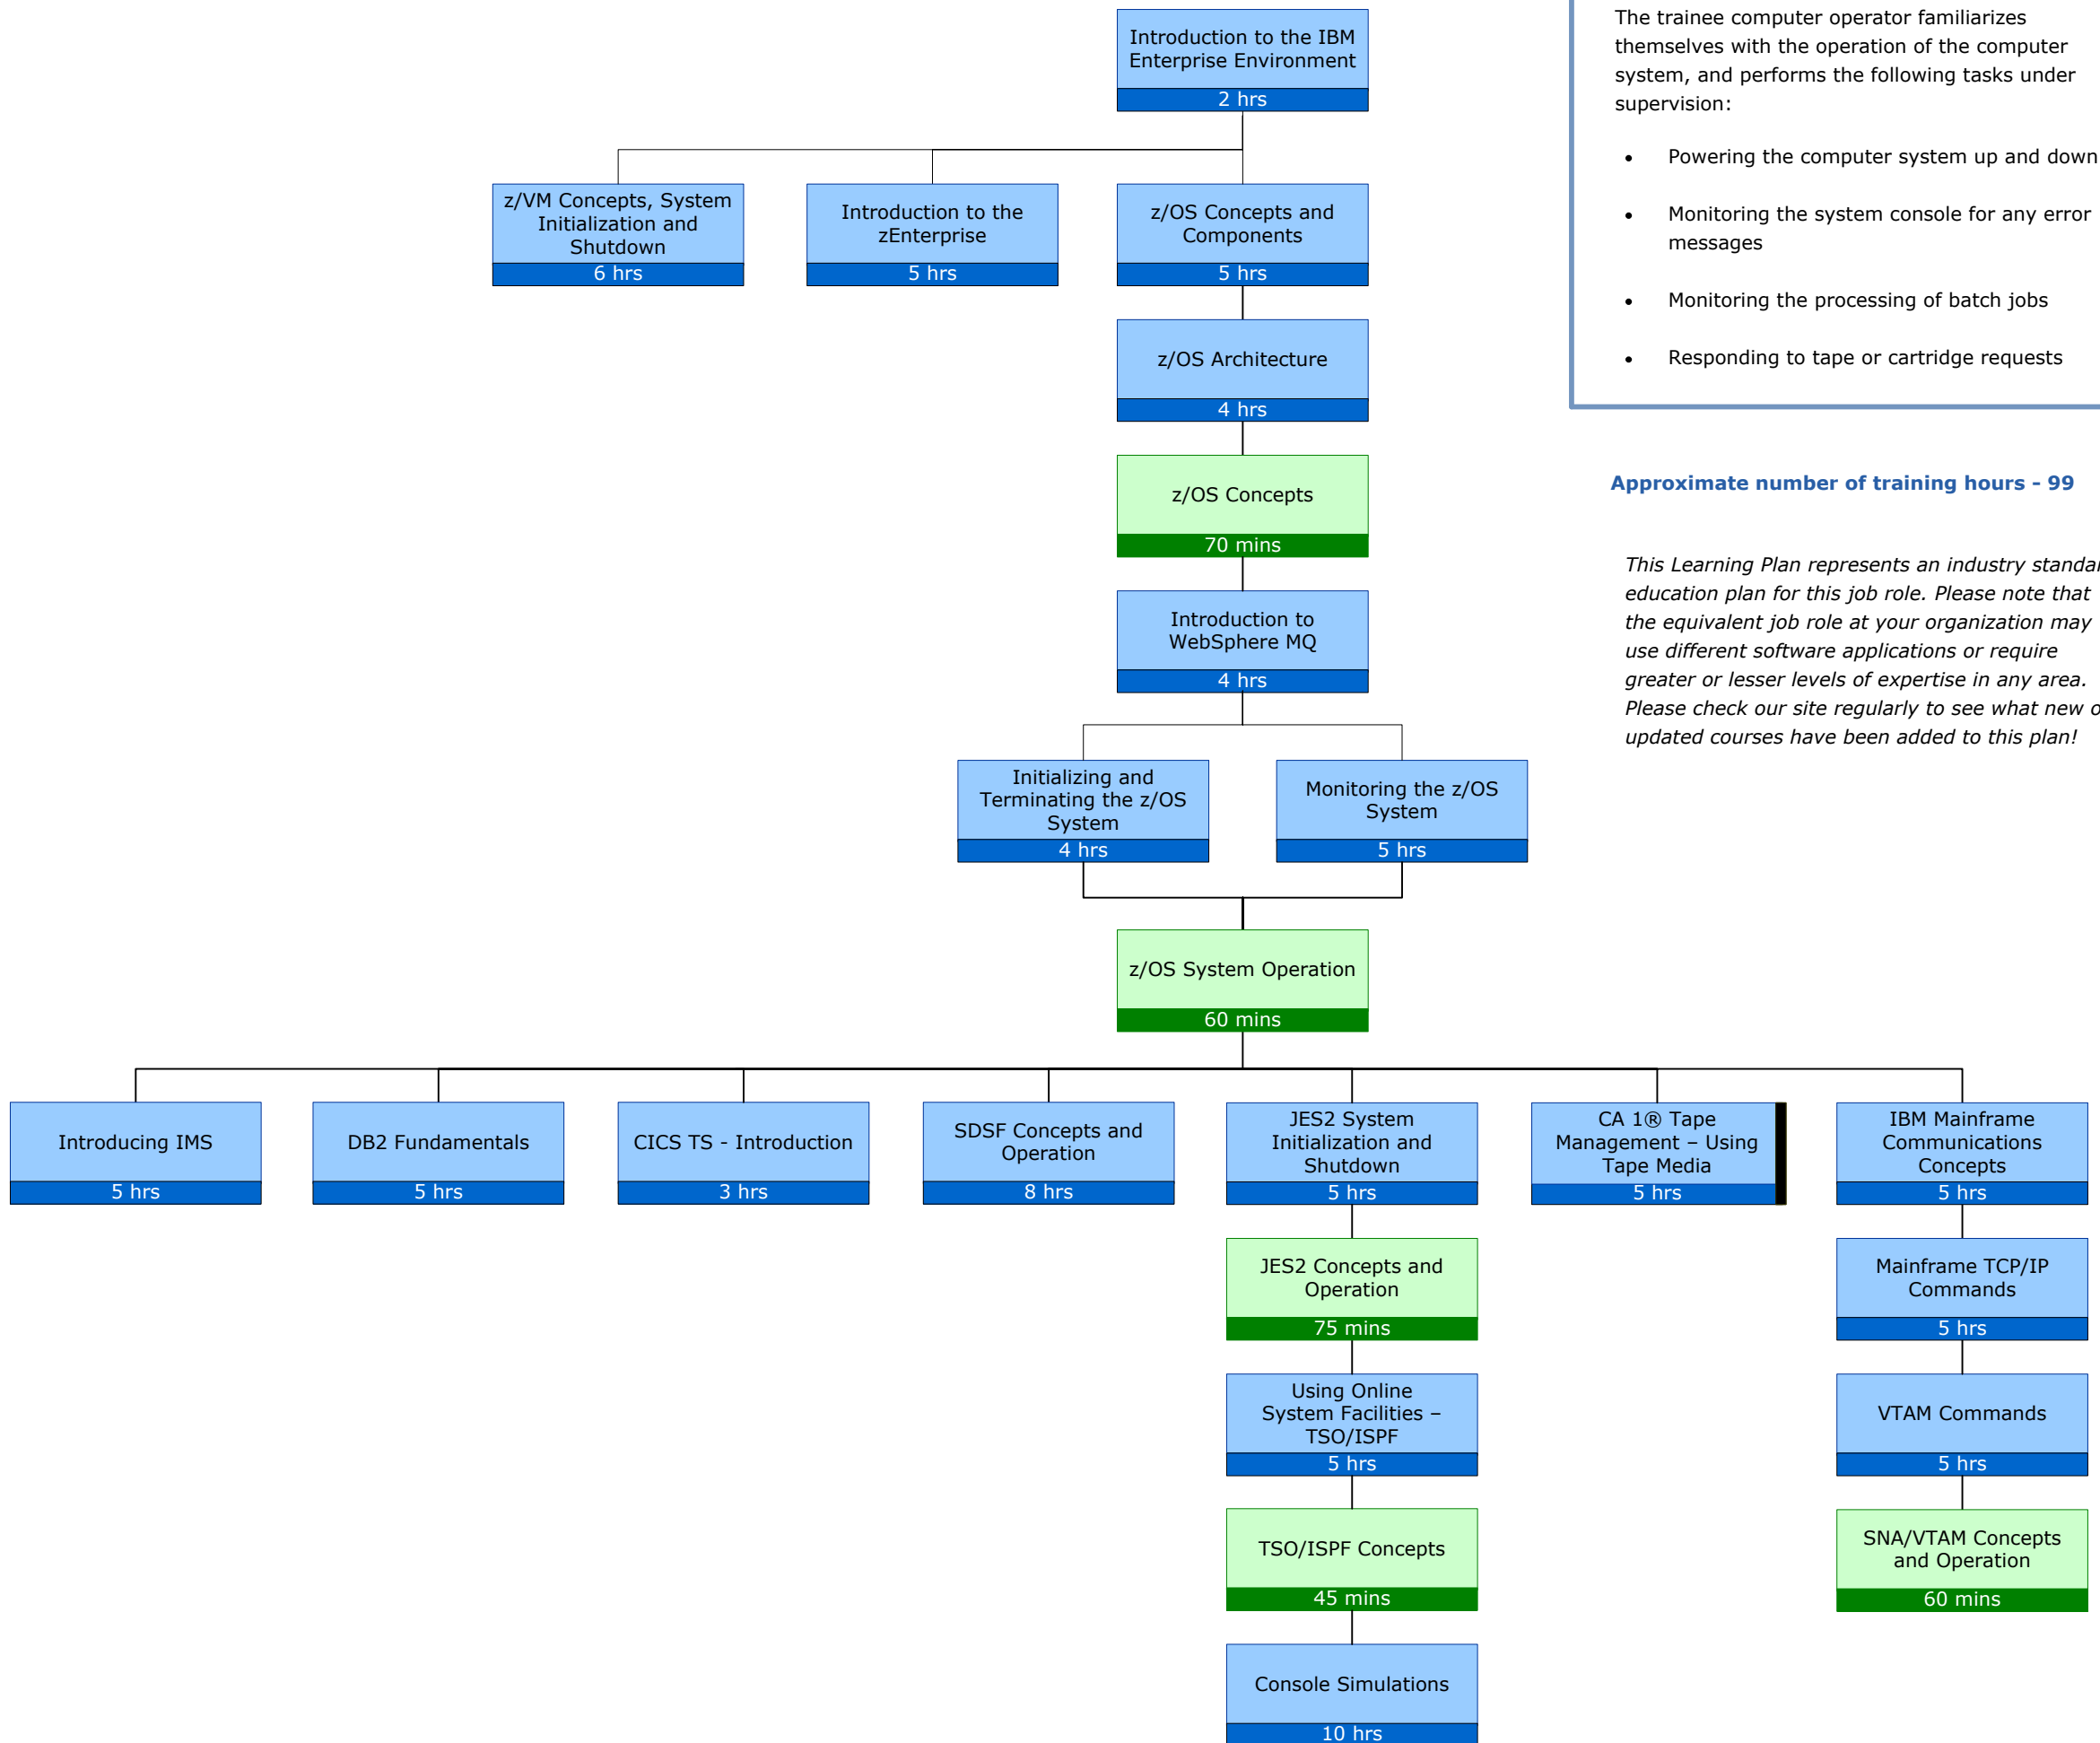 Introduction to the IBM
Enterprise Environment
2 hrs
z/VM Concepts, System
Initialization and
Shutdown
6 hrs
Introduction to the
zEnterprise
5 hrs
z/OS Concepts and
Components
5 hrs
z/OS Architecture
4 hrs
z/OS Concepts
70 mins
Introduction to
WebSphere MQ
4 hrs
Initializing and
Terminating the z/OS
System
4 hrs
Monitoring the z/OS
System
5 hrs
z/OS System Operation
60 mins
Introducing IMS
5 hrs
DB2 Fundamentals
5 hrs
CICS TS - Introduction
3 hrs
SDSF Concepts and
Operation
8 hrs
JES2 System
Initialization and
Shutdown
5 hrs
CA 1® Tape
Management – Using
Tape Media
5 hrs
IBM Mainframe
Communications
Concepts
5 hrs
JES2 Concepts and
Operation
75 mins
Mainframe TCP/IP
Commands
5 hrs
Using Online
System Facilities –
TSO/ISPF
5 hrs
VTAM Commands
5 hrs
TSO/ISPF Concepts
45 mins
SNA/VTAM Concepts
and Operation
60 mins
Console Simulations
10 hrs
The trainee computer operator familiarizes
themselves with the operation of the computer
system, and performs the following tasks under
supervision:
• Powering the computer system up and down
• Monitoring the system console for any error
messages
• Monitoring the processing of batch jobs
• Responding to tape or cartridge requests
Approximate number of training hours - 99
This Learning Plan represents an industry
education plan for this job role. Please note that
the equivalent job role at your organization may
use different software applications or require
greater or lesser levels of expertise in any area.
Please check our site regularly to see what new
updated courses have been added to this plan!